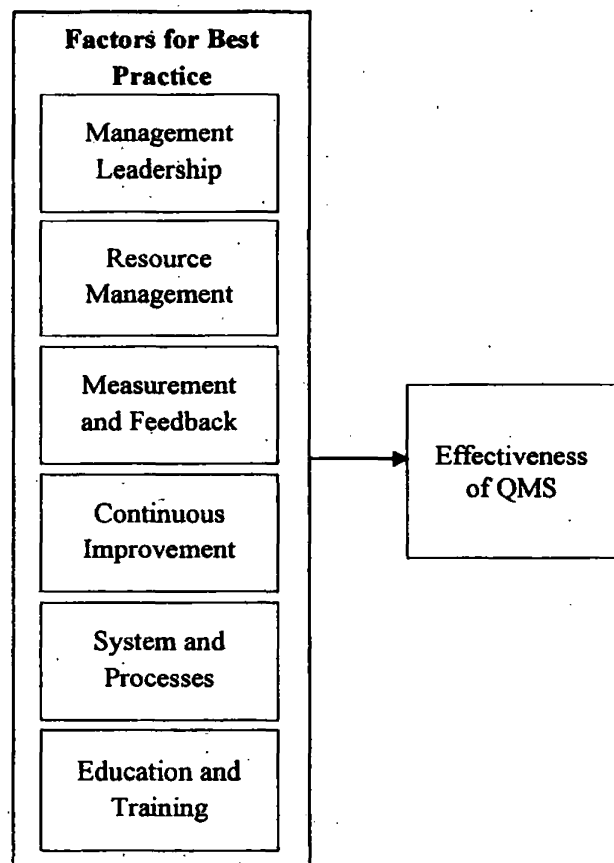 Factors for Best
Practice
Management
Leadership
Resource
Management
Measurement
and Feedback
Continuous
Improvement
System and
Processes
Education and
Training
Effectiveness
of QMS